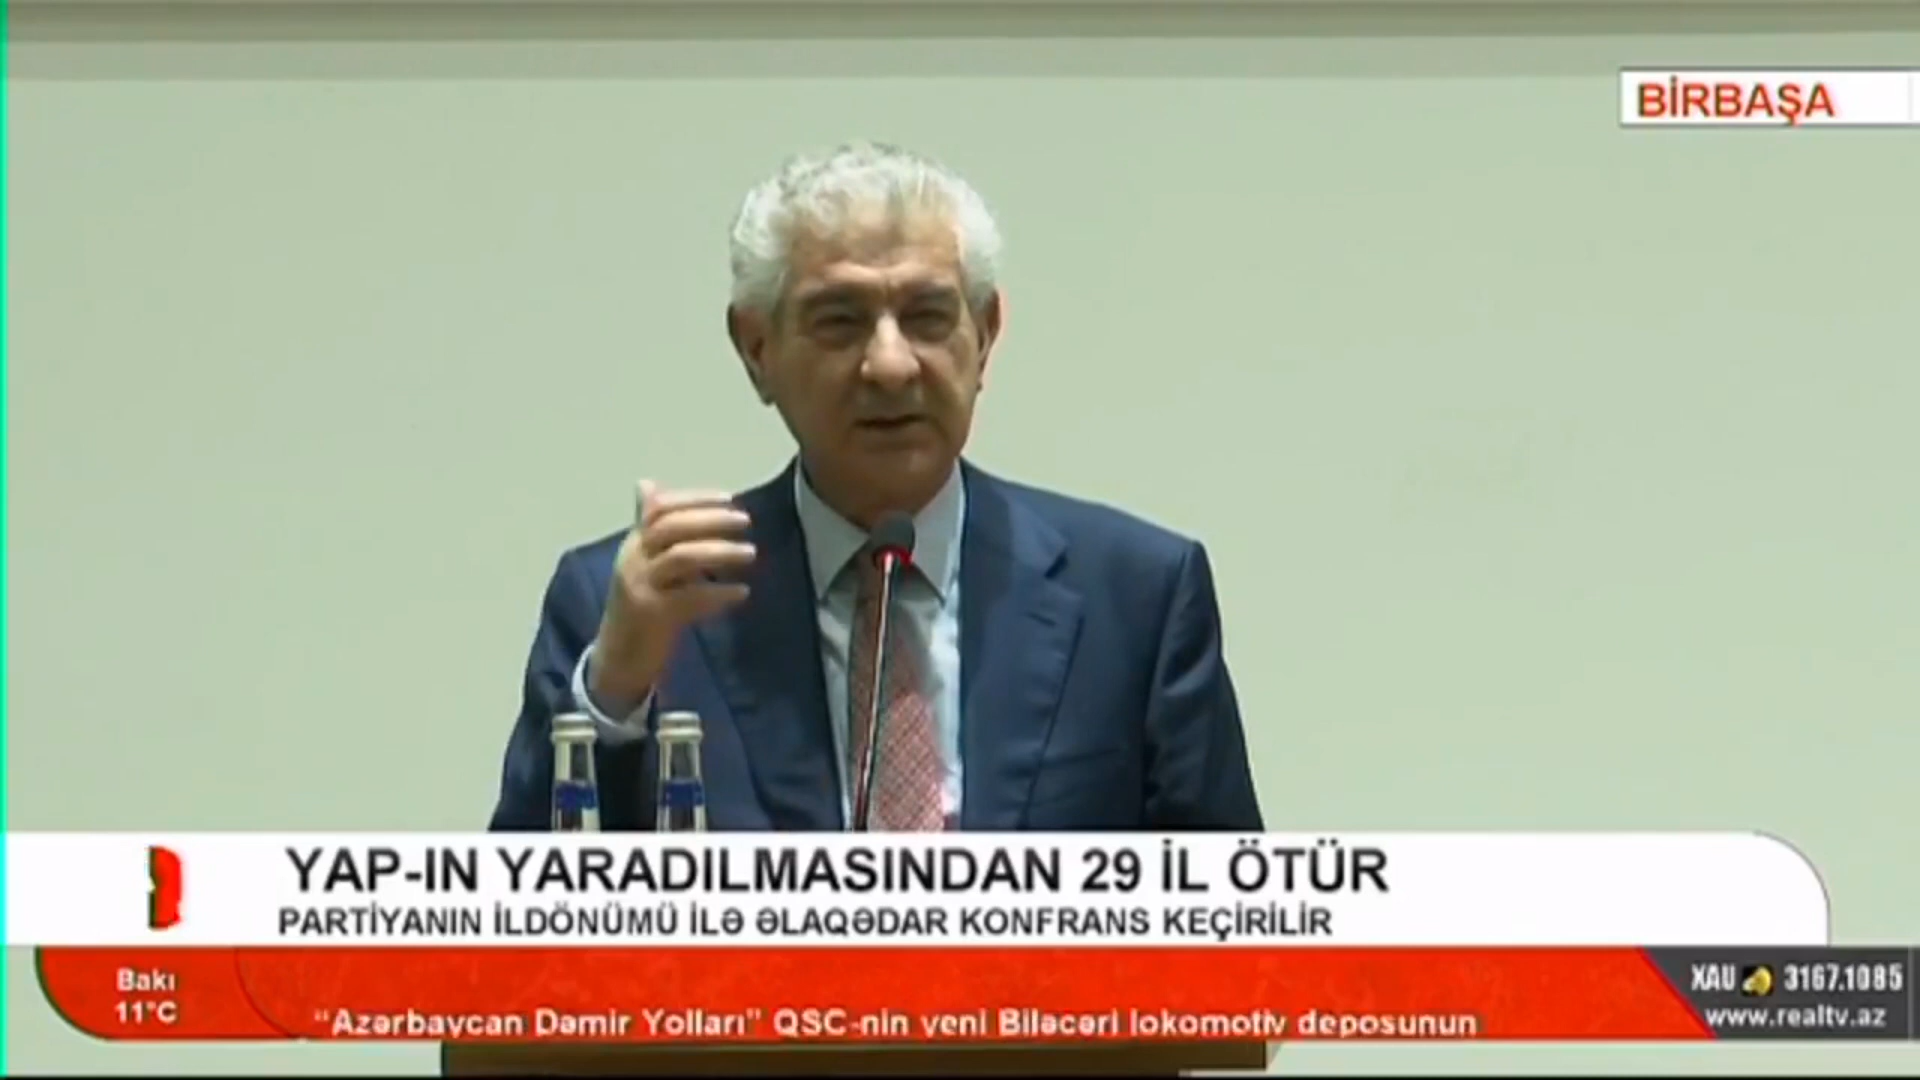 BİRBAŞA
YAP-IN YARADILMASINDAN 29 İL ÖTÜR
PARTİYANIN İLDÖNÜMÜ İLƏ ƏLAQƏDAR KONFRANS KEÇİRİLİR
Bakı
11°C
“Azərbaycan Dəmir Yolları” QSC-nin yeni Biləcəri lokomotiv deposunun
XAU 3167.1085
www.realtv.az